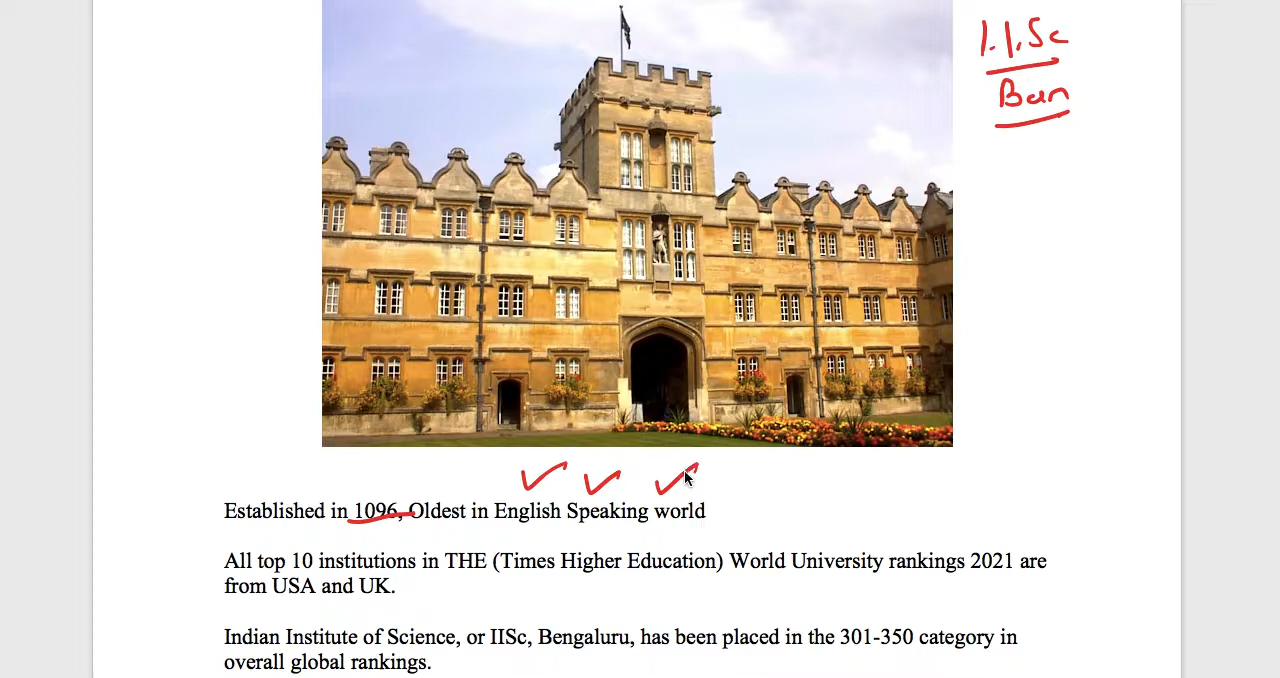 I.I.Sc
Ban
Established in 1096, Oldest in English Speaking world
All top 10 institutions in THE (Times Higher Education) World University rankings 2021 are
from USA and UK.
Indian Institute of Science, or IISc, Bengaluru, has been placed in the 301-350 category in
overall global rankings.